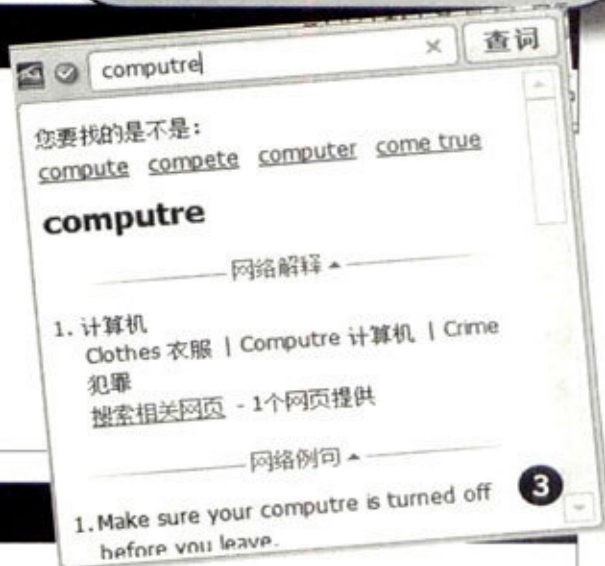 computre
查词
您要找的是不是：
compute compete computer come true
computre
网络解释
1. 计算机
Clothes 衣服 | Computre 计算机 | Crime
犯罪
搜索相关网页 - 1个网页提供
网络例句
1. Make sure your computre is turned off
before you leave.
3